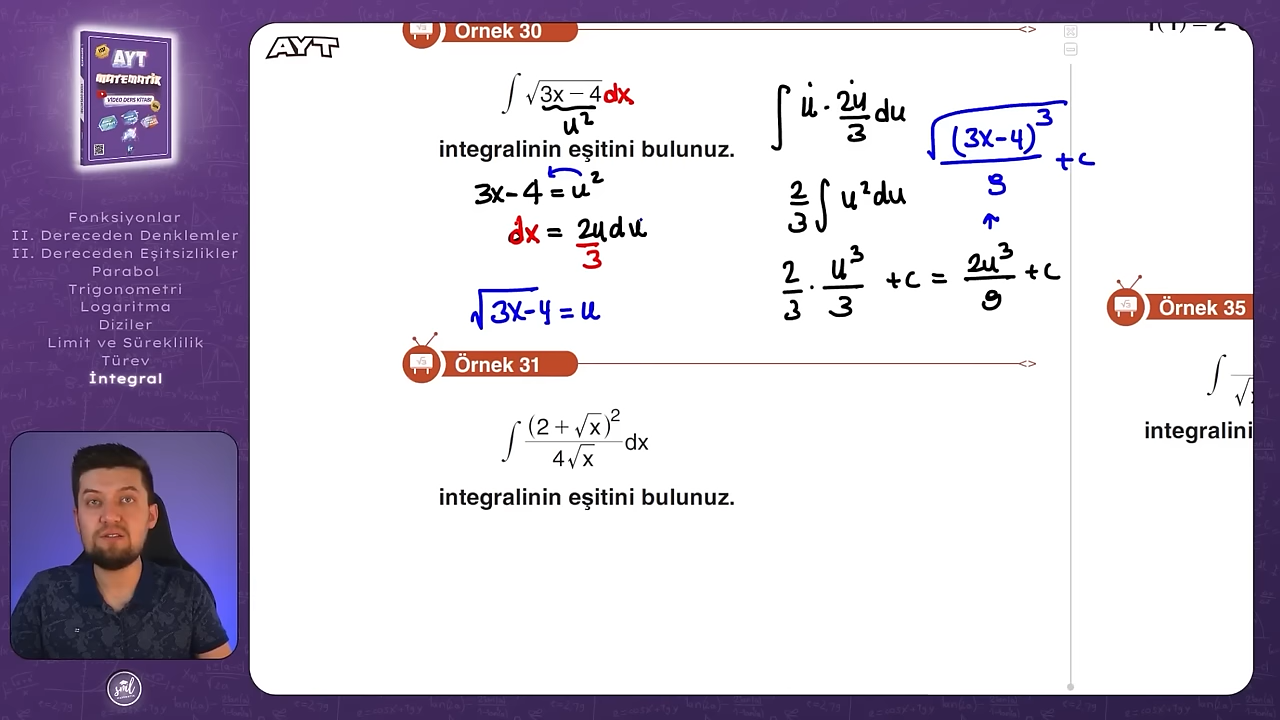 AYT
MATEMATİK
VİDEO DERS KİTABI
Fonksiyonlar
II. Dereceden Denklemler
II. Dereceden Eşitsizlikler
Parabol
Trigonometri
Logaritma
Diziler
Limit ve Süreklilik
Türev
İntegral
sml
AYT
Örnek 30
∫ √(3x − 4) dx
u²
integralinin eşitini bulunuz.
3x-4 = u²
dx = 2u du / 3
√(3x-4) = u
∫ u · 2u/3 du
2/3 ∫ u² du
2/3 · u³/3 + c = 2u³/9 + c
√(3x-4)³ / 9 + c
Örnek 31
∫ (2 + √x)² / 4√x dx
integralinin eşitini bulunuz.
Örnek 35
integralini